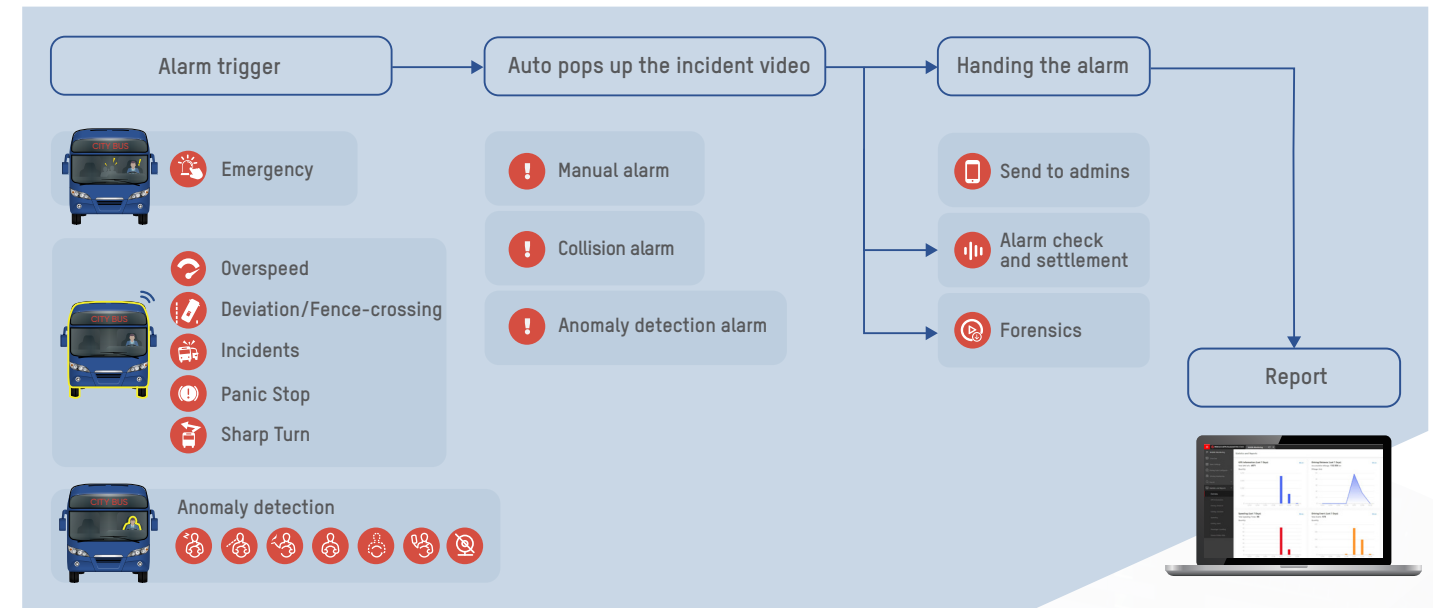 Alarm trigger
Auto pops up the incident video
Handing the alarm
CITY BUS
Emergency
CITY BUS
Overspeed
Deviation/Fence-crossing
Incidents
Panic Stop
Sharp Turn
CITY BUS
Anomaly detection
Manual alarm
Collision alarm
Anomaly detection alarm
Send to admins
Alarm check
and settlement
Forensics
Report